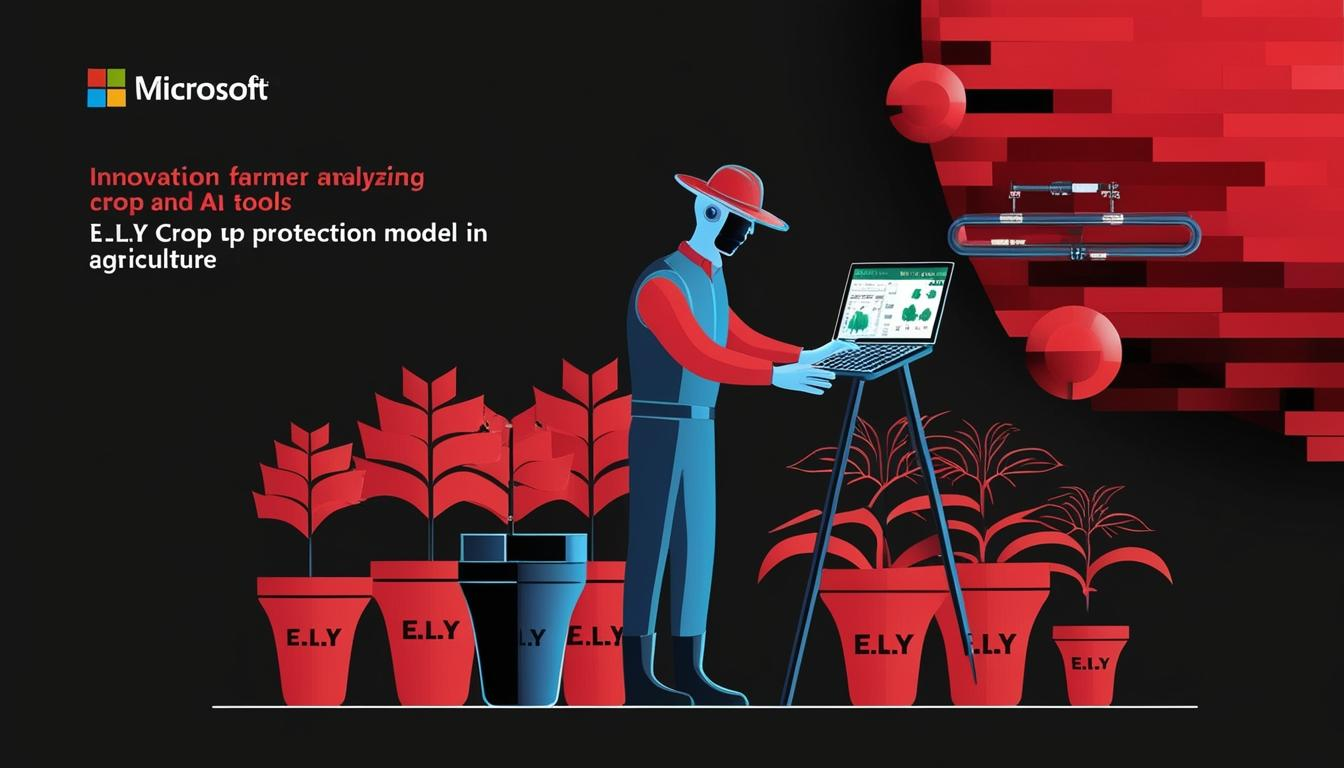 Microsoft
Innovation farmer analyzing
crop and AI tools
E.L.Y Crop up protection model in
agriculture
E.L.Y
E.L.Y
L.Y
E.L.Y
E.L.Y
E.L.Y
E.L.Y